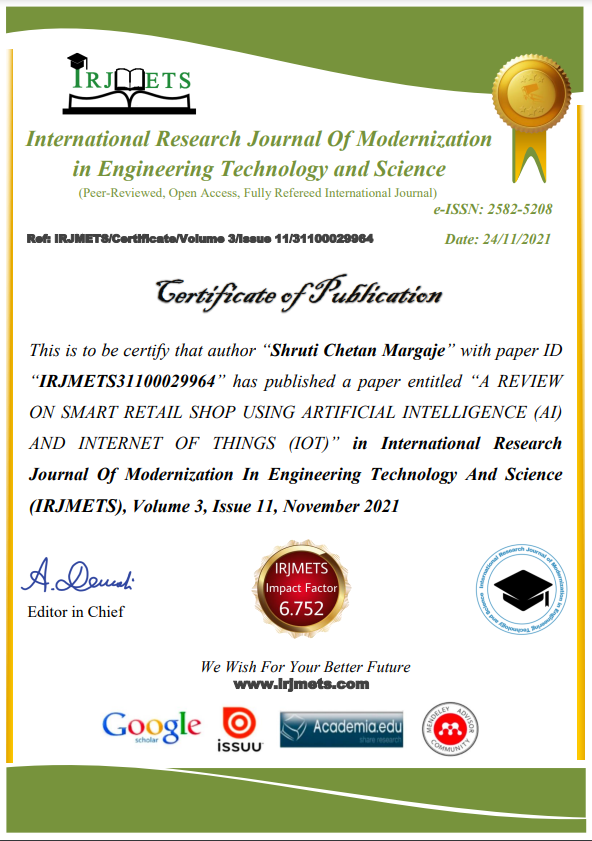 IRJMETS
International Research Journal Of Modernization
in Engineering Technology and Science
(Peer-Reviewed, Open Access, Fully Refereed International Journal)
e-ISSN: 2582-5208
Ref: IRJMETS/Certificate/Volume 3/Issue 11/31100029964
Date: 24/11/2021
Certificate of Publication
This is to be certify that author “Shruti Chetan Margaje” with paper ID
“IRJMETS31100029964” has published a paper entitled “A REVIEW
ON SMART RETAIL SHOP USING ARTIFICIAL INTELLIGENCE (AI)
AND INTERNET OF THINGS (IOT)” in International Research
Journal Of Modernization In Engineering Technology And Science
(IRJMETS), Volume 3, Issue 11, November 2021
A. Denushi
Editor in Chief
IRJMETS
Impact Factor
6.752
International Research Journal of Modernization in Engineering Technology and Science
We Wish For Your Better Future
www.irjmets.com
Google
scholar
issuu
Academia.edu
share research
MENDELEY ADVISOR
COMMUNITY